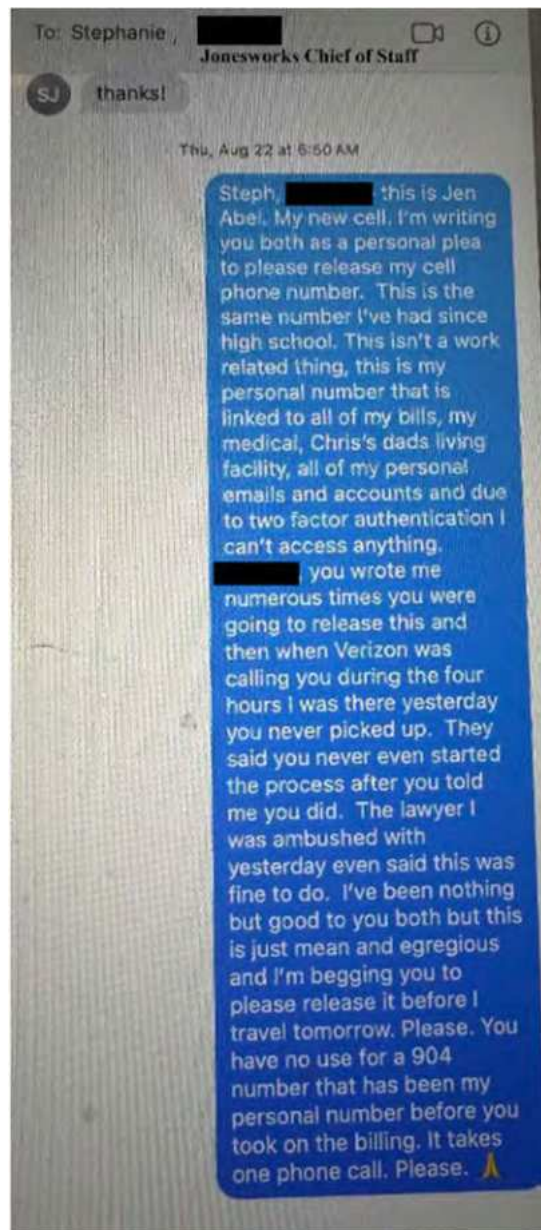 To: Stephanie ,
Jonesworks Chief of Staff
SJ
thanks!
Thu, Aug 22 at 6:50 AM
Steph, this is Jen
Abel. My new cell. I'm writing
you both as a personal plea
to please release my cell
phone number. This is the
same number I've had since
high school. This isn't a work
related thing, this is my
personal number that is
linked to all of my bills, my
medical, Chris's dads living
facility, all of my personal
emails and accounts and due
to two factor authentication I
can't access anything.
, you wrote me
numerous times you were
going to release this and
then when Verizon was
calling you during the four
hours I was there yesterday
you never picked up. They
said you never even started
the process after you told
me you did. The lawyer I
was ambushed with
yesterday even said this was
fine to do. I've been nothing
but good to you both but this
is just mean and egregious
and I'm begging you to
please release it before I
travel tomorrow. Please. You
have no use for a 904
number that has been my
personal number before you
took on the billing. It takes
one phone call. Please. 🙏